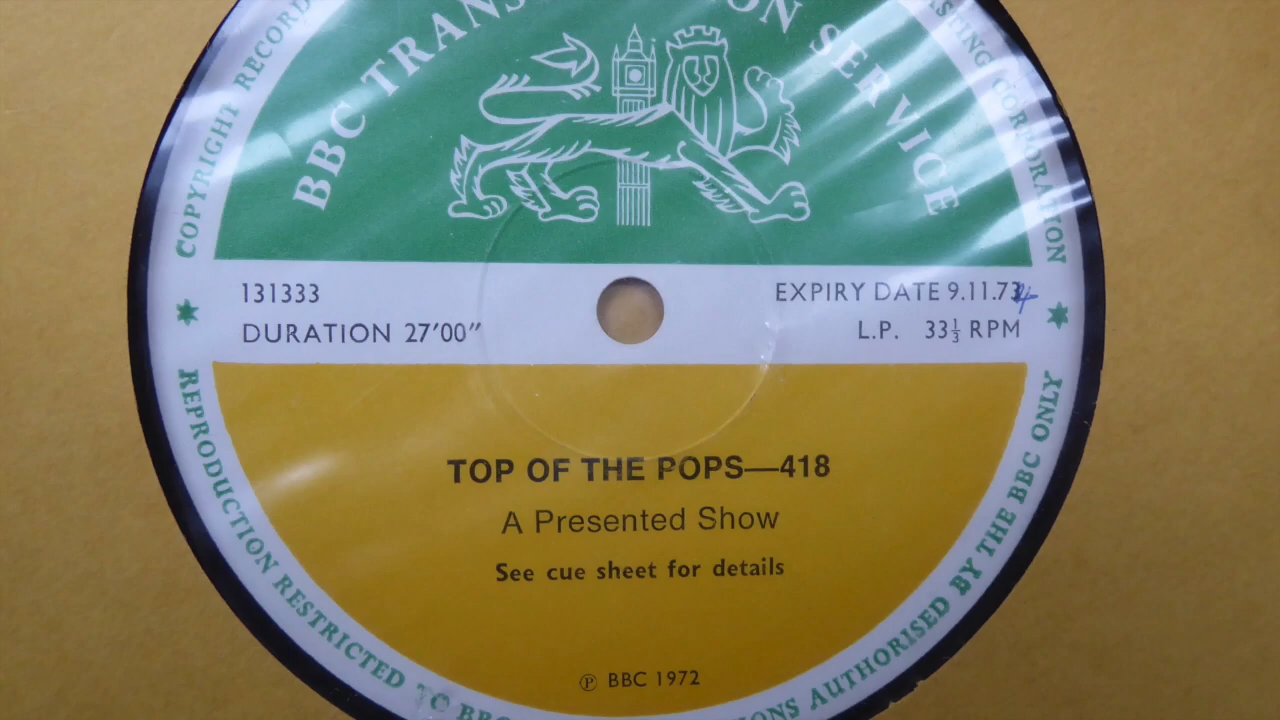 COPYRIGHT RECORD
BBC SERVICE
CORPORATION
131333
EXPIRY DATE 9.11.73 4
DURATION 27'00"
L.P. 33⅓ RPM
TOP OF THE POPS—418
A Presented Show
See cue sheet for details
℗ BBC 1972
REPRODUCTION RESTRICTED TO AUTHORISED BY THE BBC ONLY